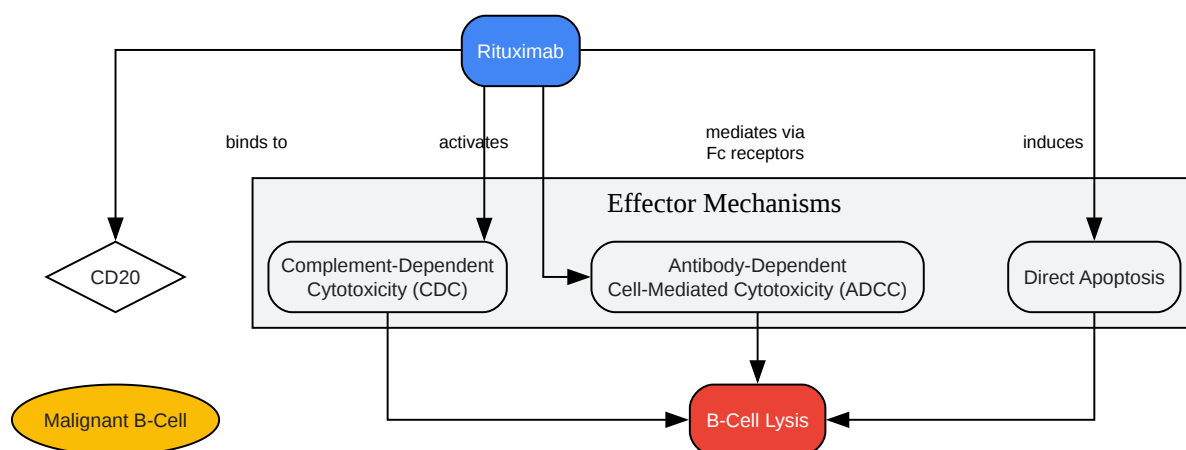 Rituximab
binds to
activates
mediates via
Fc receptors
induces
Effector Mechanisms
CD20
Complement-Dependent
Cytotoxicity (CDC)
Antibody-Dependent
Cell-Mediated Cytotoxicity (ADCC)
Direct Apoptosis
Malignant B-Cell
B-Cell Lysis